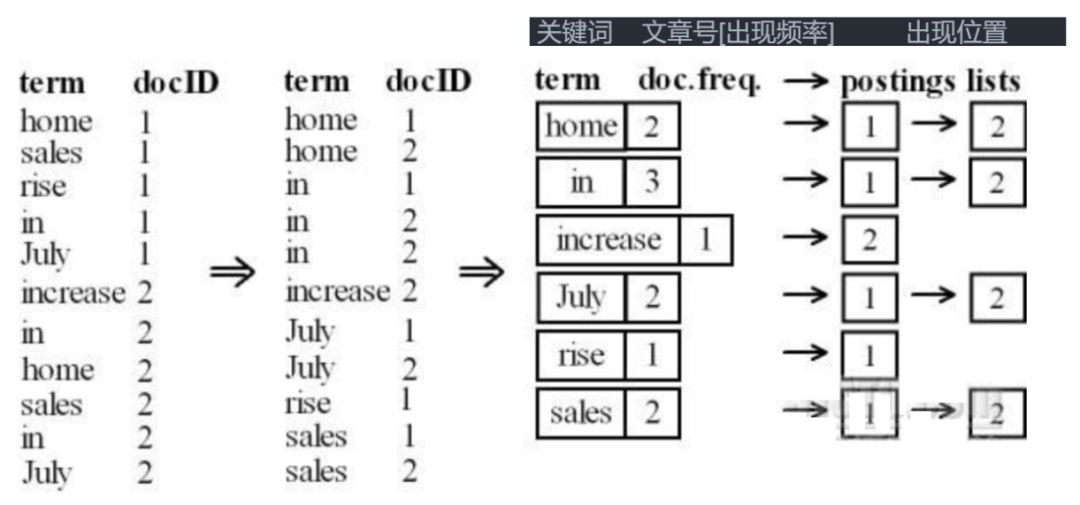 关键词 文章号[出现频率] 出现位置
term docID term docID term doc.freq. → postings lists
home 1 home 1 home 2 → 1 → 2
sales 1 home 2
rise 1 in 1 in 3 → 1 → 2
in 1 in 2
July 1 in 2 increase 1 → 2
increase 2 ⇒ increase 2 ⇒ July 2 → 1 → 2
in 2 July 1
home 2 July 2 rise 1 → 1
sales 2 rise 1
in 2 sales 1 sales 2 → 1 → 2
July 2 sales 2